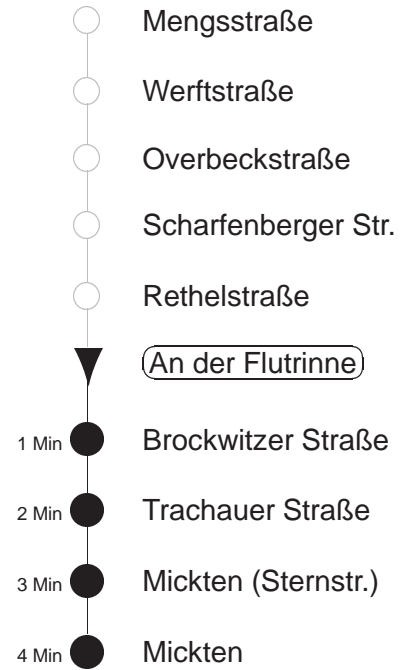 Mengsstraße
Werftstraße
Overbeckstraße
Scharfenberger Str.
Rethelstraße
An der Flutrinne
1 Min Brockwitzer Straße
2 Min Trachauer Straße
3 Min Mickten (Sternstr.)
4 Min Mickten